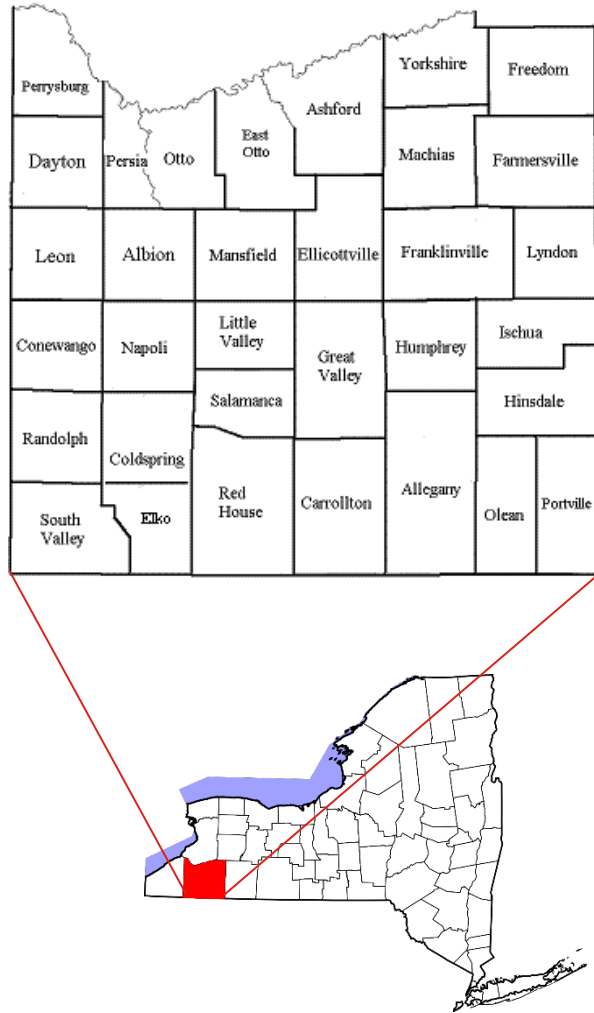 Yorkshire
Freedom
Perrysburg
Ashford
East
Otto
Dayton
Persia
Otto
Machias
Farmersville
Leon
Albion
Mansfield
Ellicottville
Franklinville
Lyndon
Little
Valley
Ischua
Conewango
Napoli
Great
Valley
Humphrey
Salamanca
Hinsdale
Randolph
Coldspring
Red
House
Carrollton
Allegany
Olean
Portville
South
Valley
Elko